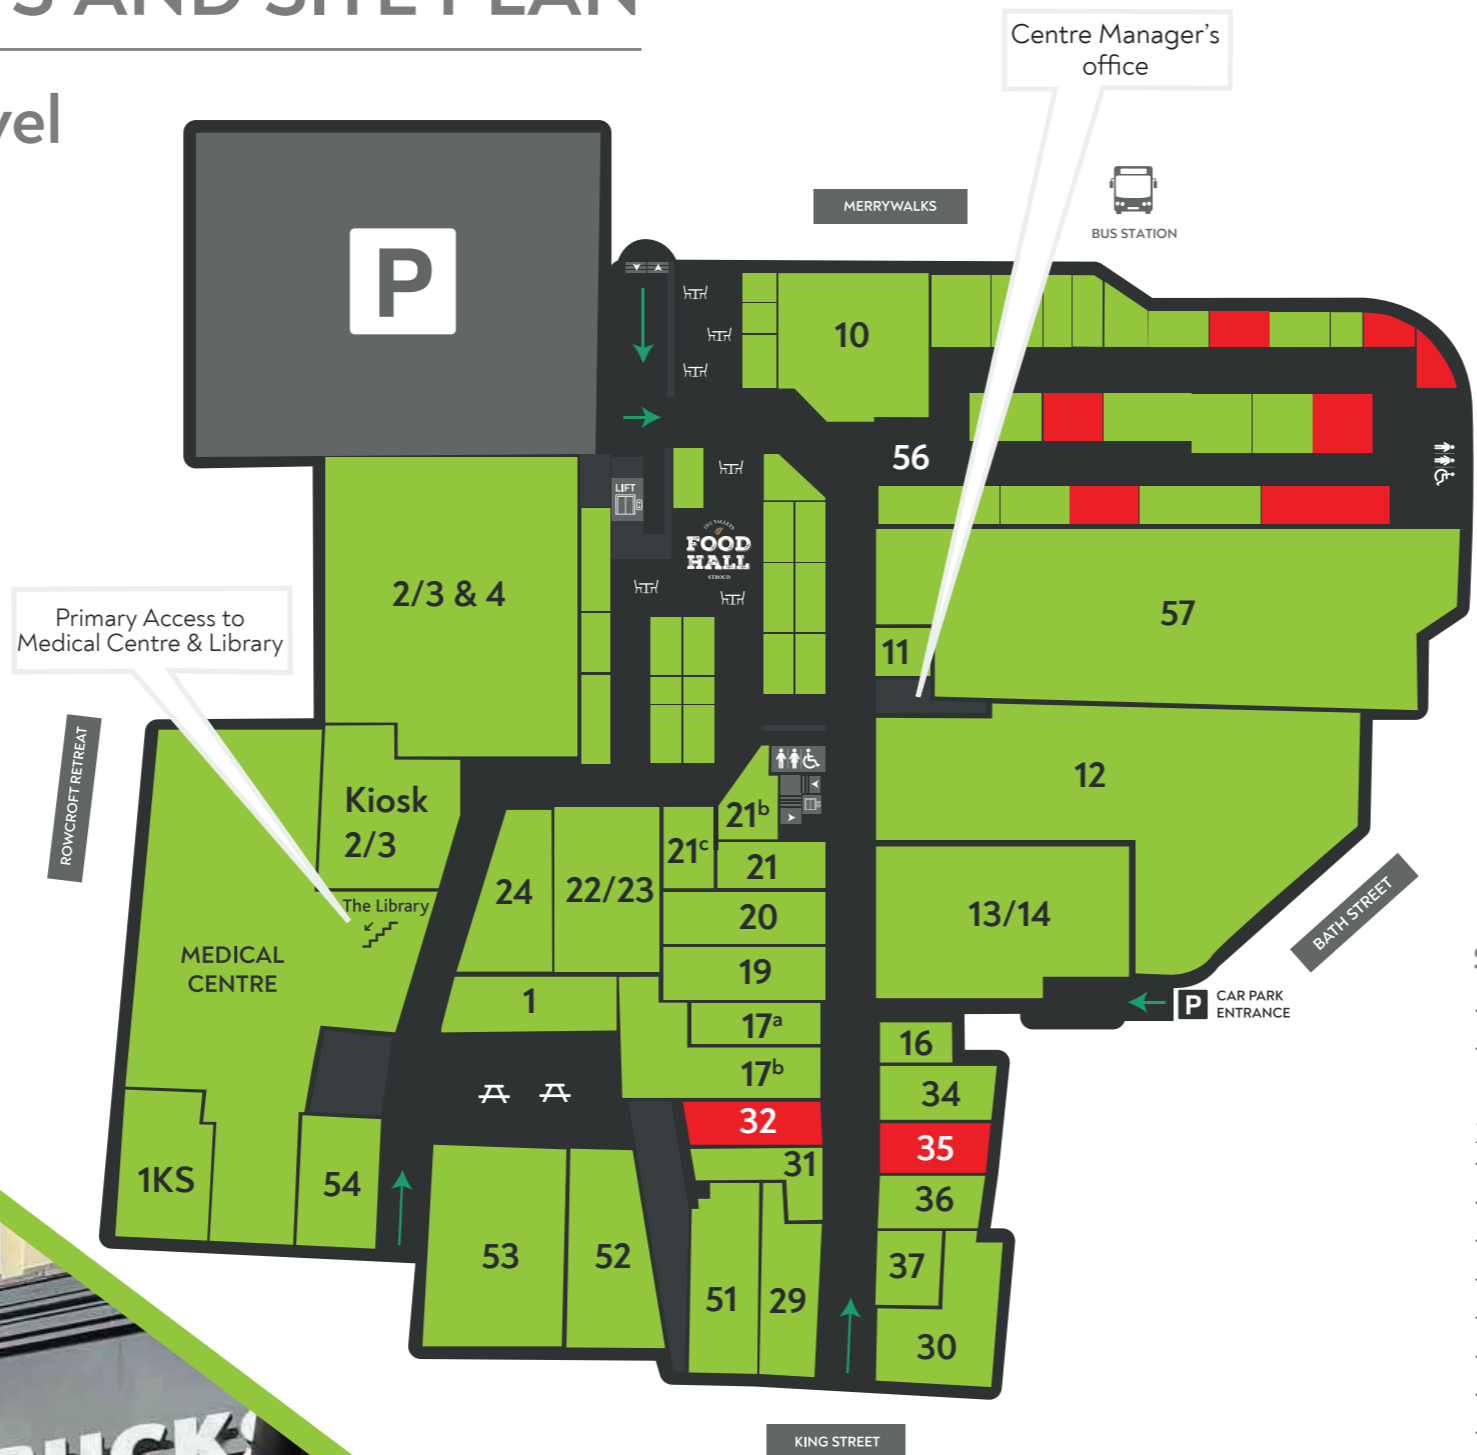 AND SITE PLAN
Centre Manager's
office
P
MERRYWALKS
BUS STATION
10
56
LIFT
FOOD
HALL
STROUD
2/3 & 4
57
Primary Access to
Medical Centre & Library
11
ROWCROFT RETREAT
12
Kiosk
2/3
21b
21c
21
24
22/23
20
13/14
The Library
BATH STREET
MEDICAL
CENTRE
19
1
17a
P
CAR PARK
ENTRANCE
16
17b
34
32
35
31
1KS
54
36
53
52
37
51
29
30
KING STREET